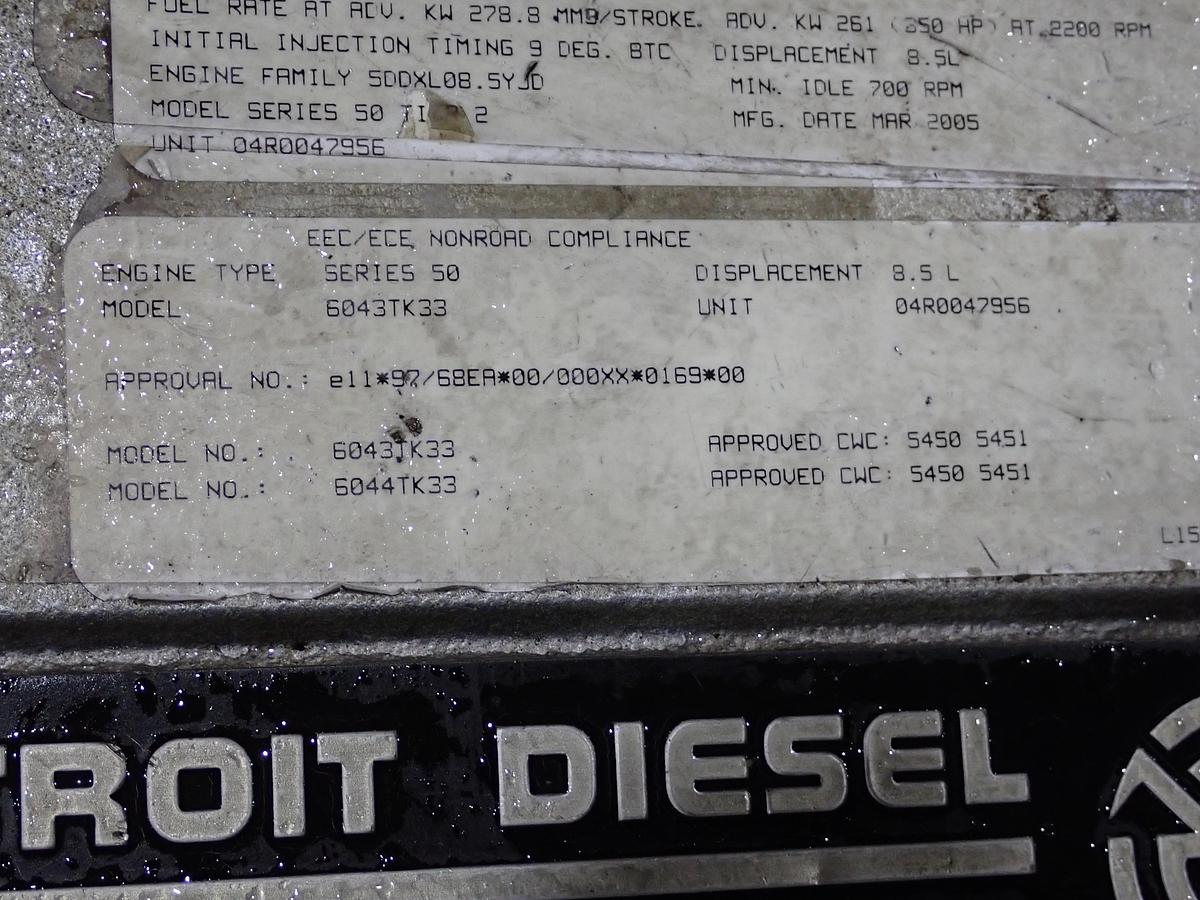 FUEL RATE AT ADV. KW 278.8 MM3/STROKE. ADV. KW 261 (350 HP) AT 2200 RPM
INITIAL INJECTION TIMING 9 DEG. BTC DISPLACEMENT 8.5L
ENGINE FAMILY 5DDXL08.5YJD MIN. IDLE 700 RPM
MODEL SERIES 50 2 MFG. DATE MAR 2005
UNIT 04R0047956
EEC/ECE NONROAD COMPLIANCE
ENGINE TYPE SERIES 50 DISPLACEMENT 8.5 L
MODEL 6043TK33 UNIT 04R0047956
APPROVAL NO.: e11*97/68EA*00/000XX*0169*00
MODEL NO.: 6043TK33 APPROVED CWC: 5450 5451
MODEL NO.: 6044TK33 APPROVED CWC: 5450 5451
LIS
TROIT DIESEL